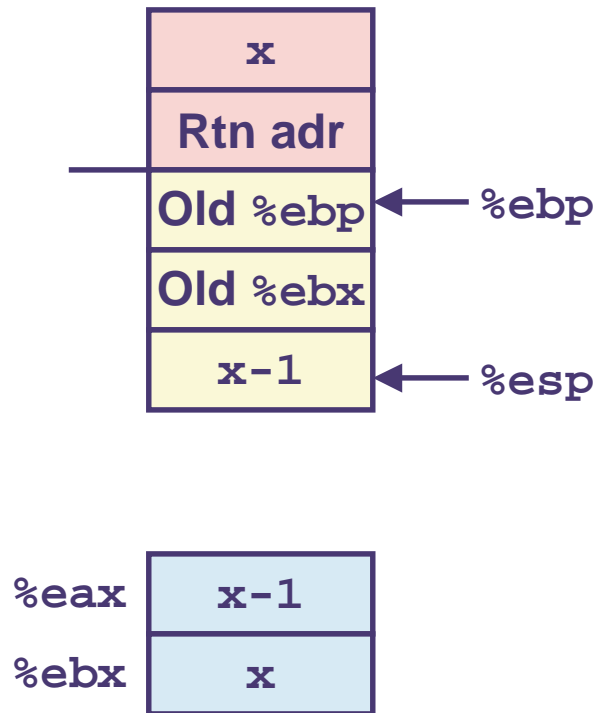 x
Rtn adr
Old %ebp %ebp
Old %ebx
x-1 %esp
%eax x-1
%ebx x